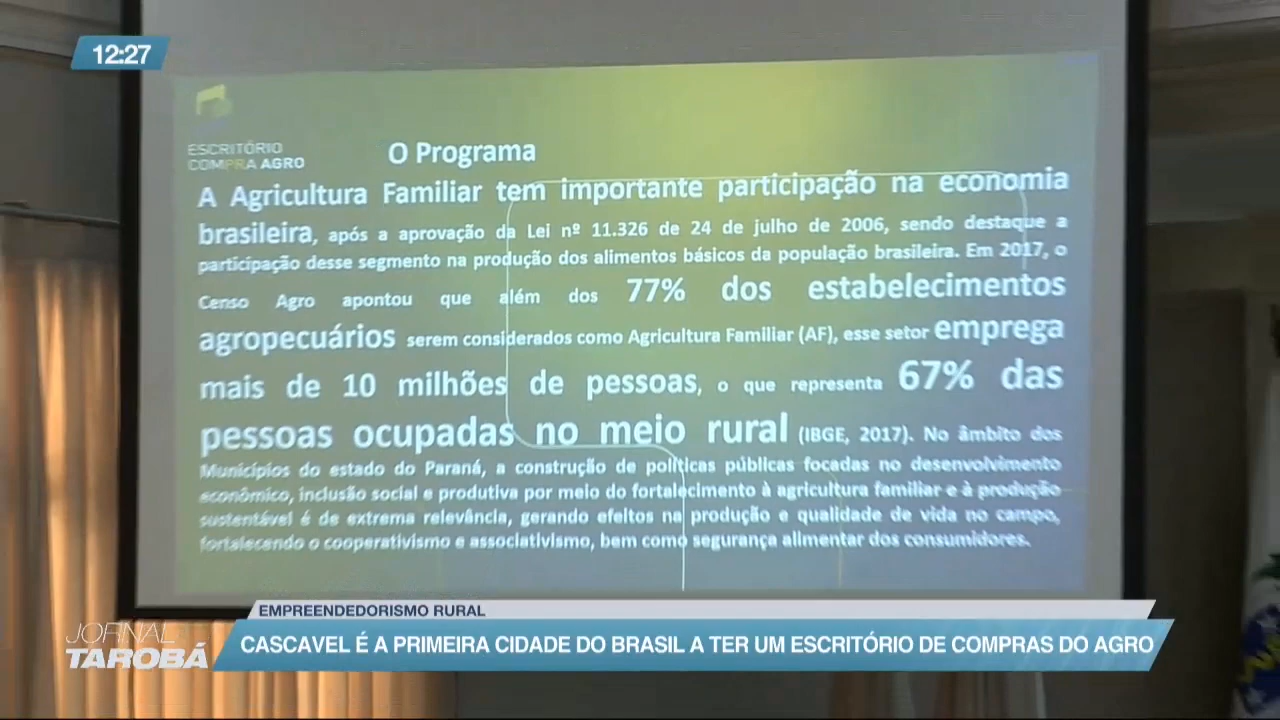 12:27
ESCRITÓRIO
COMPRA AGRO
O Programa
A Agricultura Familiar tem importante participação na economia
brasileira, após a aprovação da Lei nº 11.326 de 24 de julho de 2006, sendo destaque a
participação desse segmento na produção dos alimentos básicos da população brasileira. Em 2017, o
Censo Agro apontou que além dos 77% dos estabelecimentos
agropecuários serem considerados como Agricultura Familiar (AF), esse setor emprega
mais de 10 milhões de pessoas, o que representa 67% das
pessoas ocupadas no meio rural (IBGE, 2017). No âmbito dos
Municípios do estado do Paraná, a construção de políticas públicas focadas no desenvolvimento
econômico, inclusão social e produtiva por meio do fortalecimento à agricultura familiar e à produção
sustentável é de extrema relevância, gerando efeitos na produção e qualidade de vida no campo,
fortalecendo o cooperativismo e associativismo, bem como segurança alimentar dos consumidores.
EMPREENDEDORISMO RURAL
JORNAL
TAROBÁ
CASCAVEL É A PRIMEIRA CIDADE DO BRASIL A TER UM ESCRITÓRIO DE COMPRAS DO AGRO